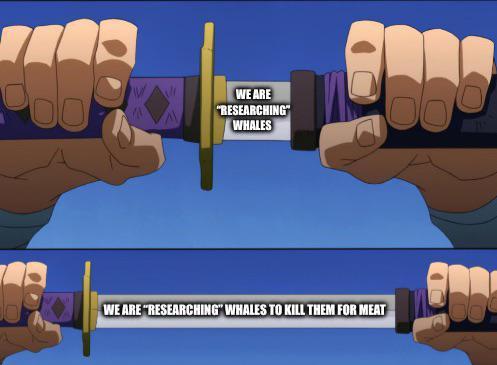 WE ARE
“RESEARCHING”
WHALES
WE ARE “RESEARCHING” WHALES TO KILL THEM FOR MEAT